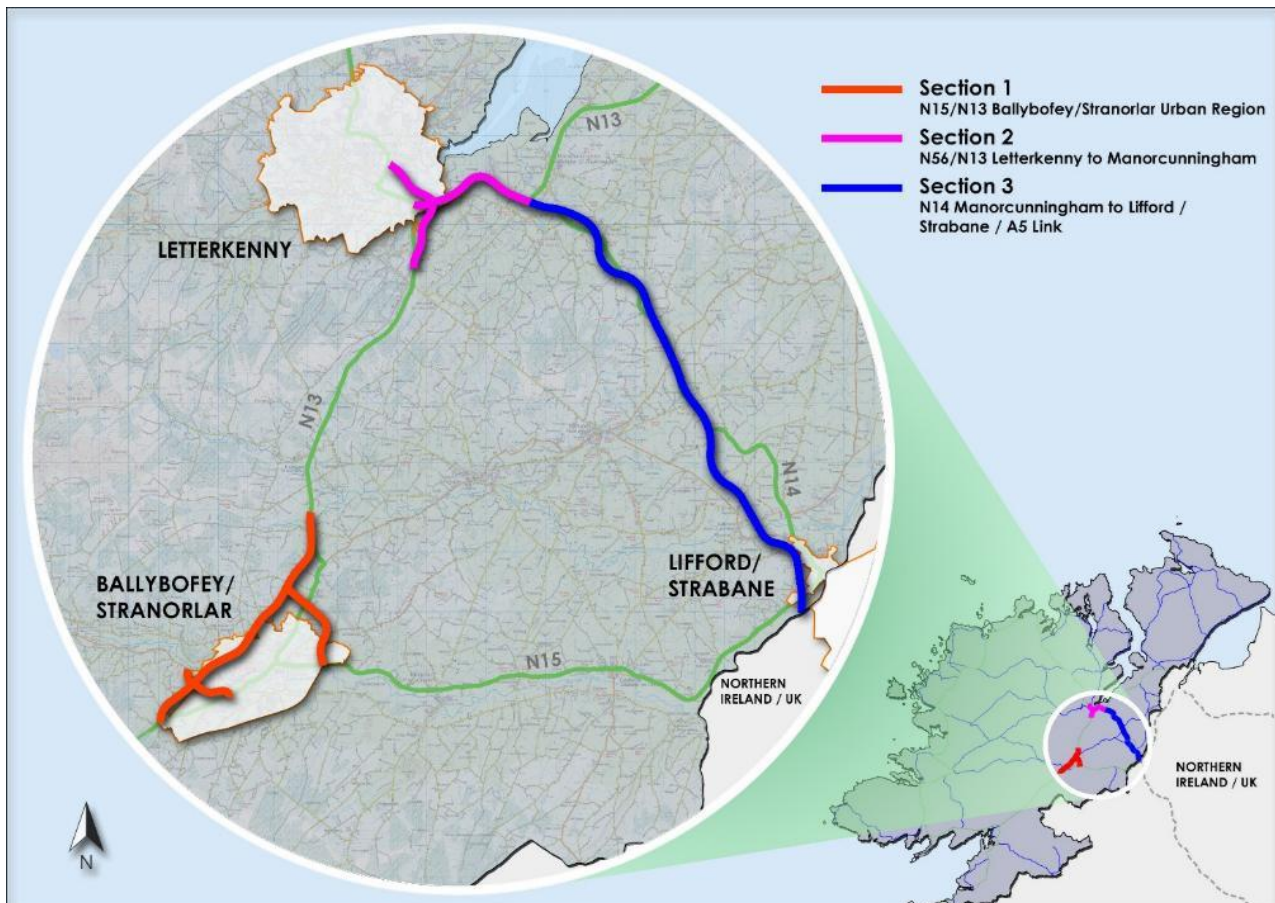 Section 1
N15/N13 Ballybofey/Stranorlar Urban Region
Section 2
N56/N13 Letterkenny to Manorcunningham
Section 3
N14 Manorcunningham to Lifford /
Strabane / A5 Link
N13
LETTERKENNY
N13
N14
LIFFORD/
STRABANE
BALLYBOFEY/
STRANORLAR
N15
NORTHERN
IRELAND / UK
NORTHERN
IRELAND / UK
N